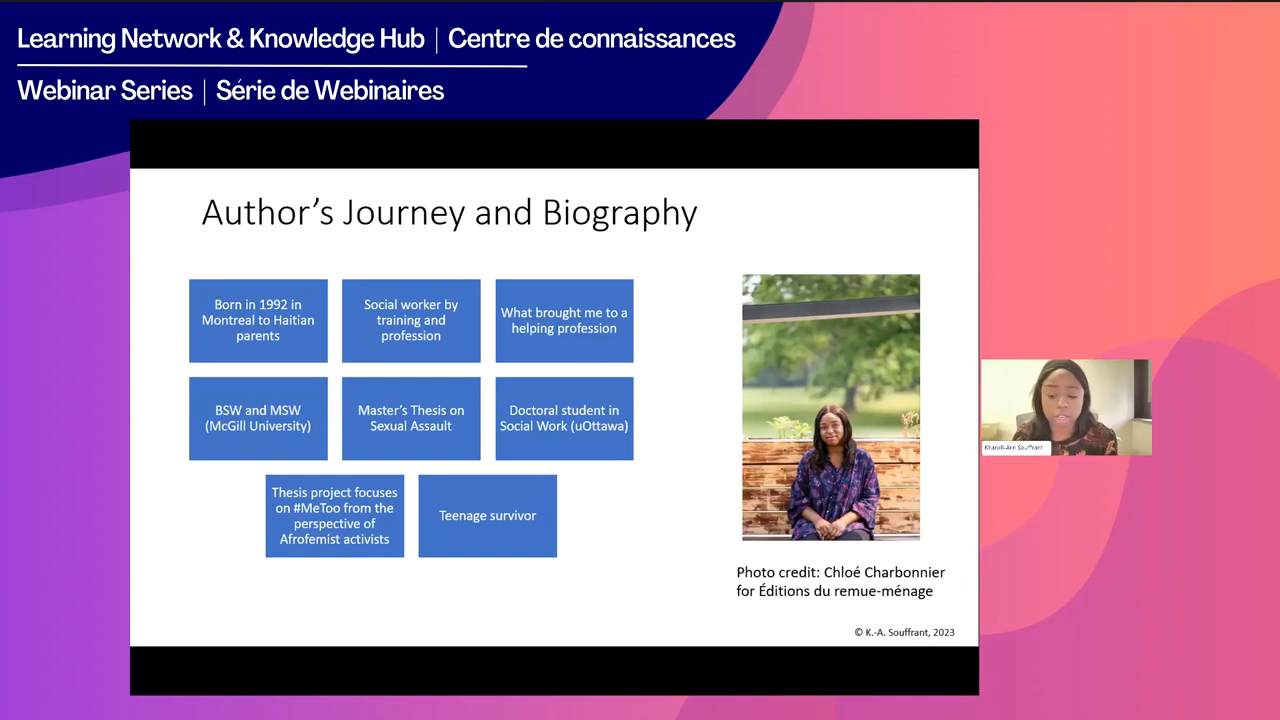 Learning Network & Knowledge Hub | Centre de connaissances
Webinar Series | Série de Webinaires
Author's Journey and Biography
Born in 1992 in
Montreal to Haitian
parents
Social worker by
training and
profession
What brought me to a
helping profession
BSW and MSW
(McGill University)
Master's Thesis on
Sexual Assault
Doctoral student in
Social Work (uOttawa)
Thesis project focuses
on #MeToo from the
perspective of
Afrofemist activists
Teenage survivor
Photo credit: Chloé Charbonnier
for Éditions du remue-ménage
© K.-A. Souffrant, 2023
Kharoll-Ann Souffrant